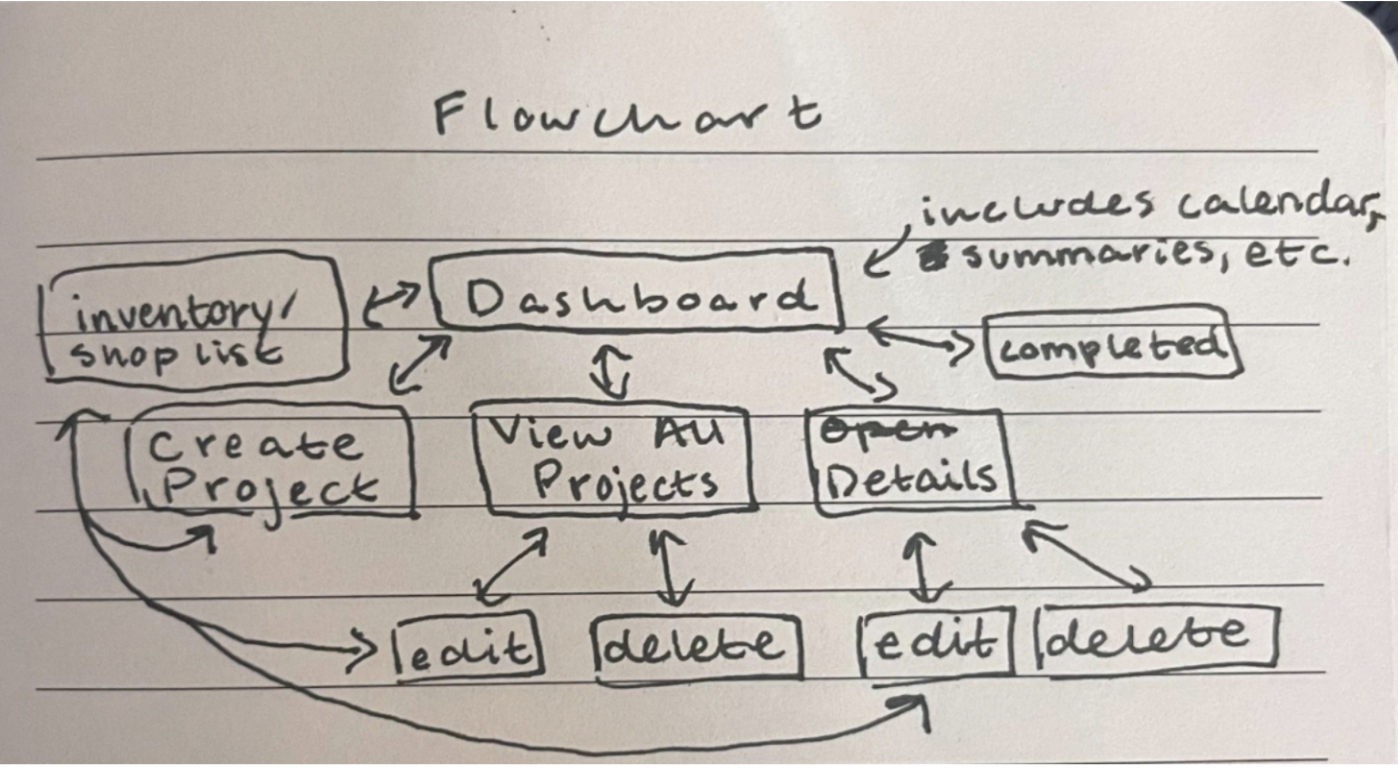 Flowchart
includes calendar,
summaries, etc.
inventory/
shop list
Dashboard
completed
Create
Project
View All
Projects
Open
Details
edit
delete
edit
delete